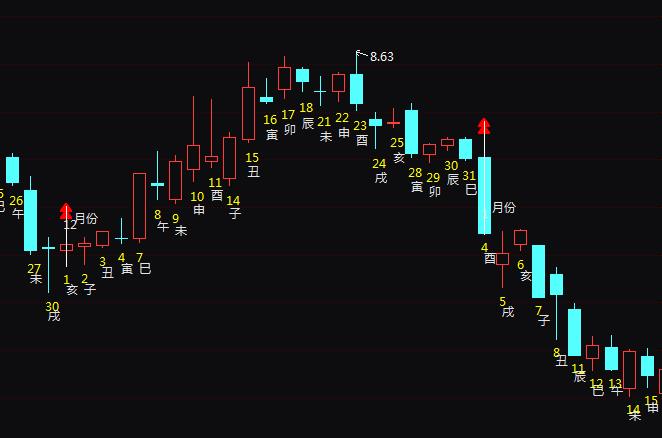 26
午
27
未
30
戌
12月份
1
亥
2
子
3
丑
4
寅
7
巳
8
午
9
未
10
申
11
酉
14
子
15
丑
16
寅
17
卯
18
辰
21
未
22
申
8.63
23
酉
24
戌
25
亥
28
寅
29
卯
30
辰
31
巳
1月份
4
酉
5
戌
6
亥
7
子
8
丑
11
辰
12
巳
13
午
14
未
15
申